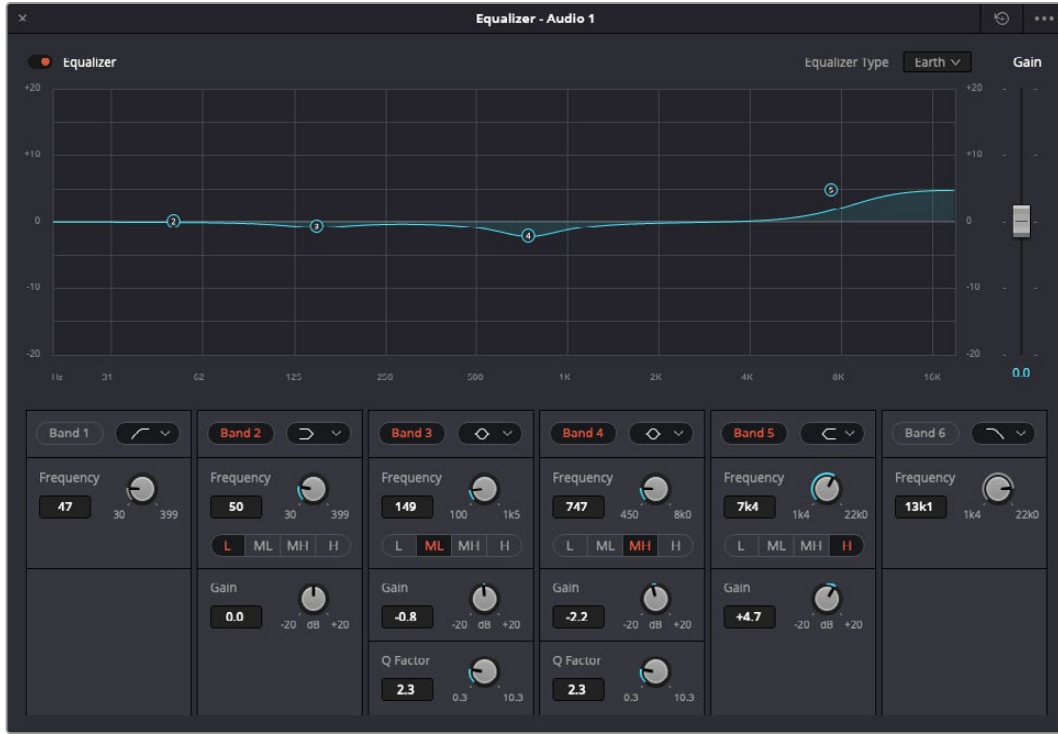 Equalizer - Audio 1
Equalizer
Equalizer Type Earth Gain
+20 +20
+10 +10
0 0
-10 -10
-20 -20
Hz 31 62 125 250 500 1K 2K 4K 8K 16K 0.0
2 3 4 5
Band 1 Band 2 Band 3 Band 4 Band 5 Band 6
Frequency Frequency Frequency Frequency Frequency Frequency
47 50 149 747 7k4 13k1
30 399 30 399 100 1k5 450 8k0 1k4 22k0 1k4 22k0
L ML MH H L ML MH H L ML MH H L ML MH H
Gain Gain Gain Gain
0.0 -0.8 -2.2 +4.7
-20 dB +20 -20 dB +20 -20 dB +20 -20 dB +20
Q Factor Q Factor
2.3 2.3
0.3 10.3 0.3 10.3